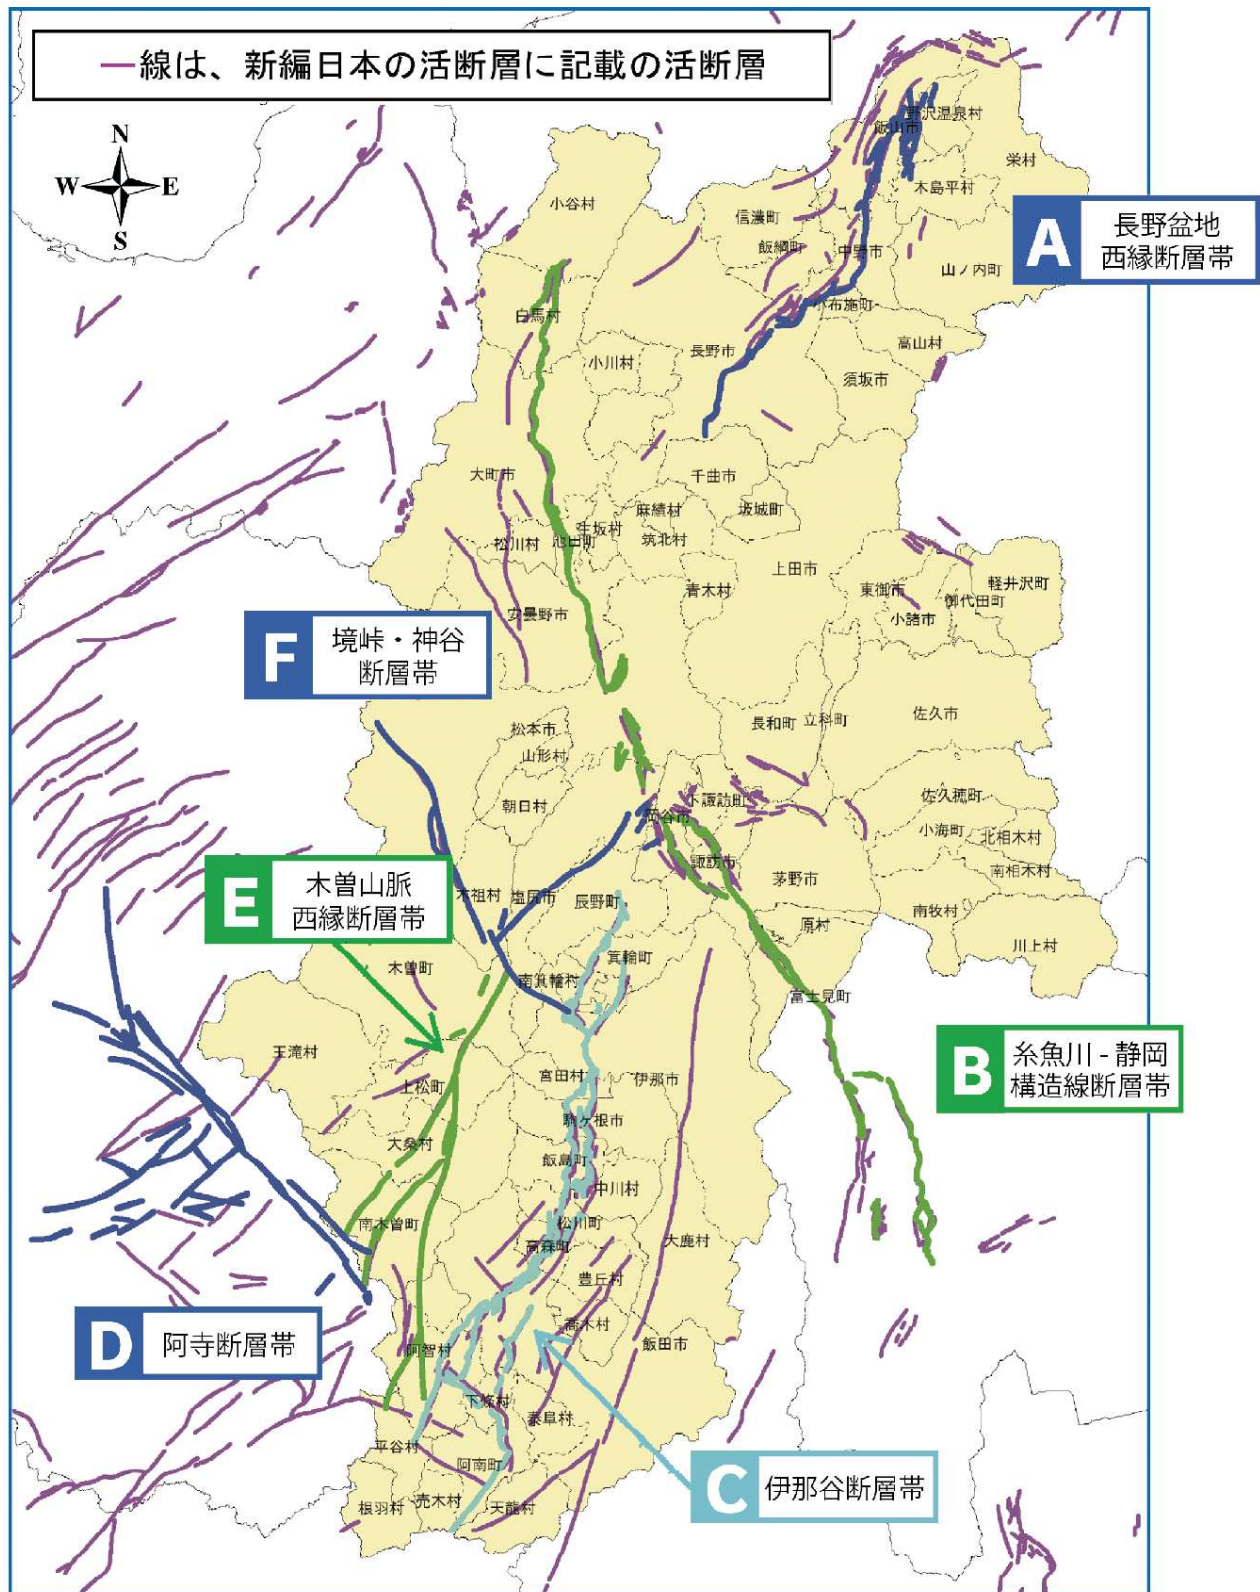 ━線は、新編日本の活断層に記載の活断層
N
W E
S
野沢温泉村
飯山市
栄村
木島平村
小谷村
信濃町
飯綱町
中野市
山ノ内町
A
長野盆地
西縁断層帯
小布施町
白馬村
長野市
高山村
小川村
須坂市
大町市
千曲市
麻績村
坂城町
生坂村
松川村
池田町
筑北村
上田市
青木村
東御市
軽井沢町
御代田町
小諸市
安曇野市
F
境峠・神谷
断層帯
松本市
長和町
立科町
佐久市
山形村
朝日村
下諏訪町
岡谷市
佐久穂町
小海町
北相木村
諏訪市
南相木村
茅野市
E
木曽山脈
西縁断層帯
木祖村
塩尻市
辰野町
原村
南牧村
川上村
箕輪町
木曽町
南箕輪村
富士見町
王滝村
宮田村
伊那市
B
糸魚川 - 静岡
構造線断層帯
上松町
駒ヶ根市
大桑村
飯島町
中川村
南木曽町
松川町
高森町
大鹿村
豊丘村
喬木村
D
阿寺断層帯
阿智村
飯田市
下條村
泰阜村
平谷村
阿南町
C
伊那谷断層帯
根羽村
売木村
天龍村